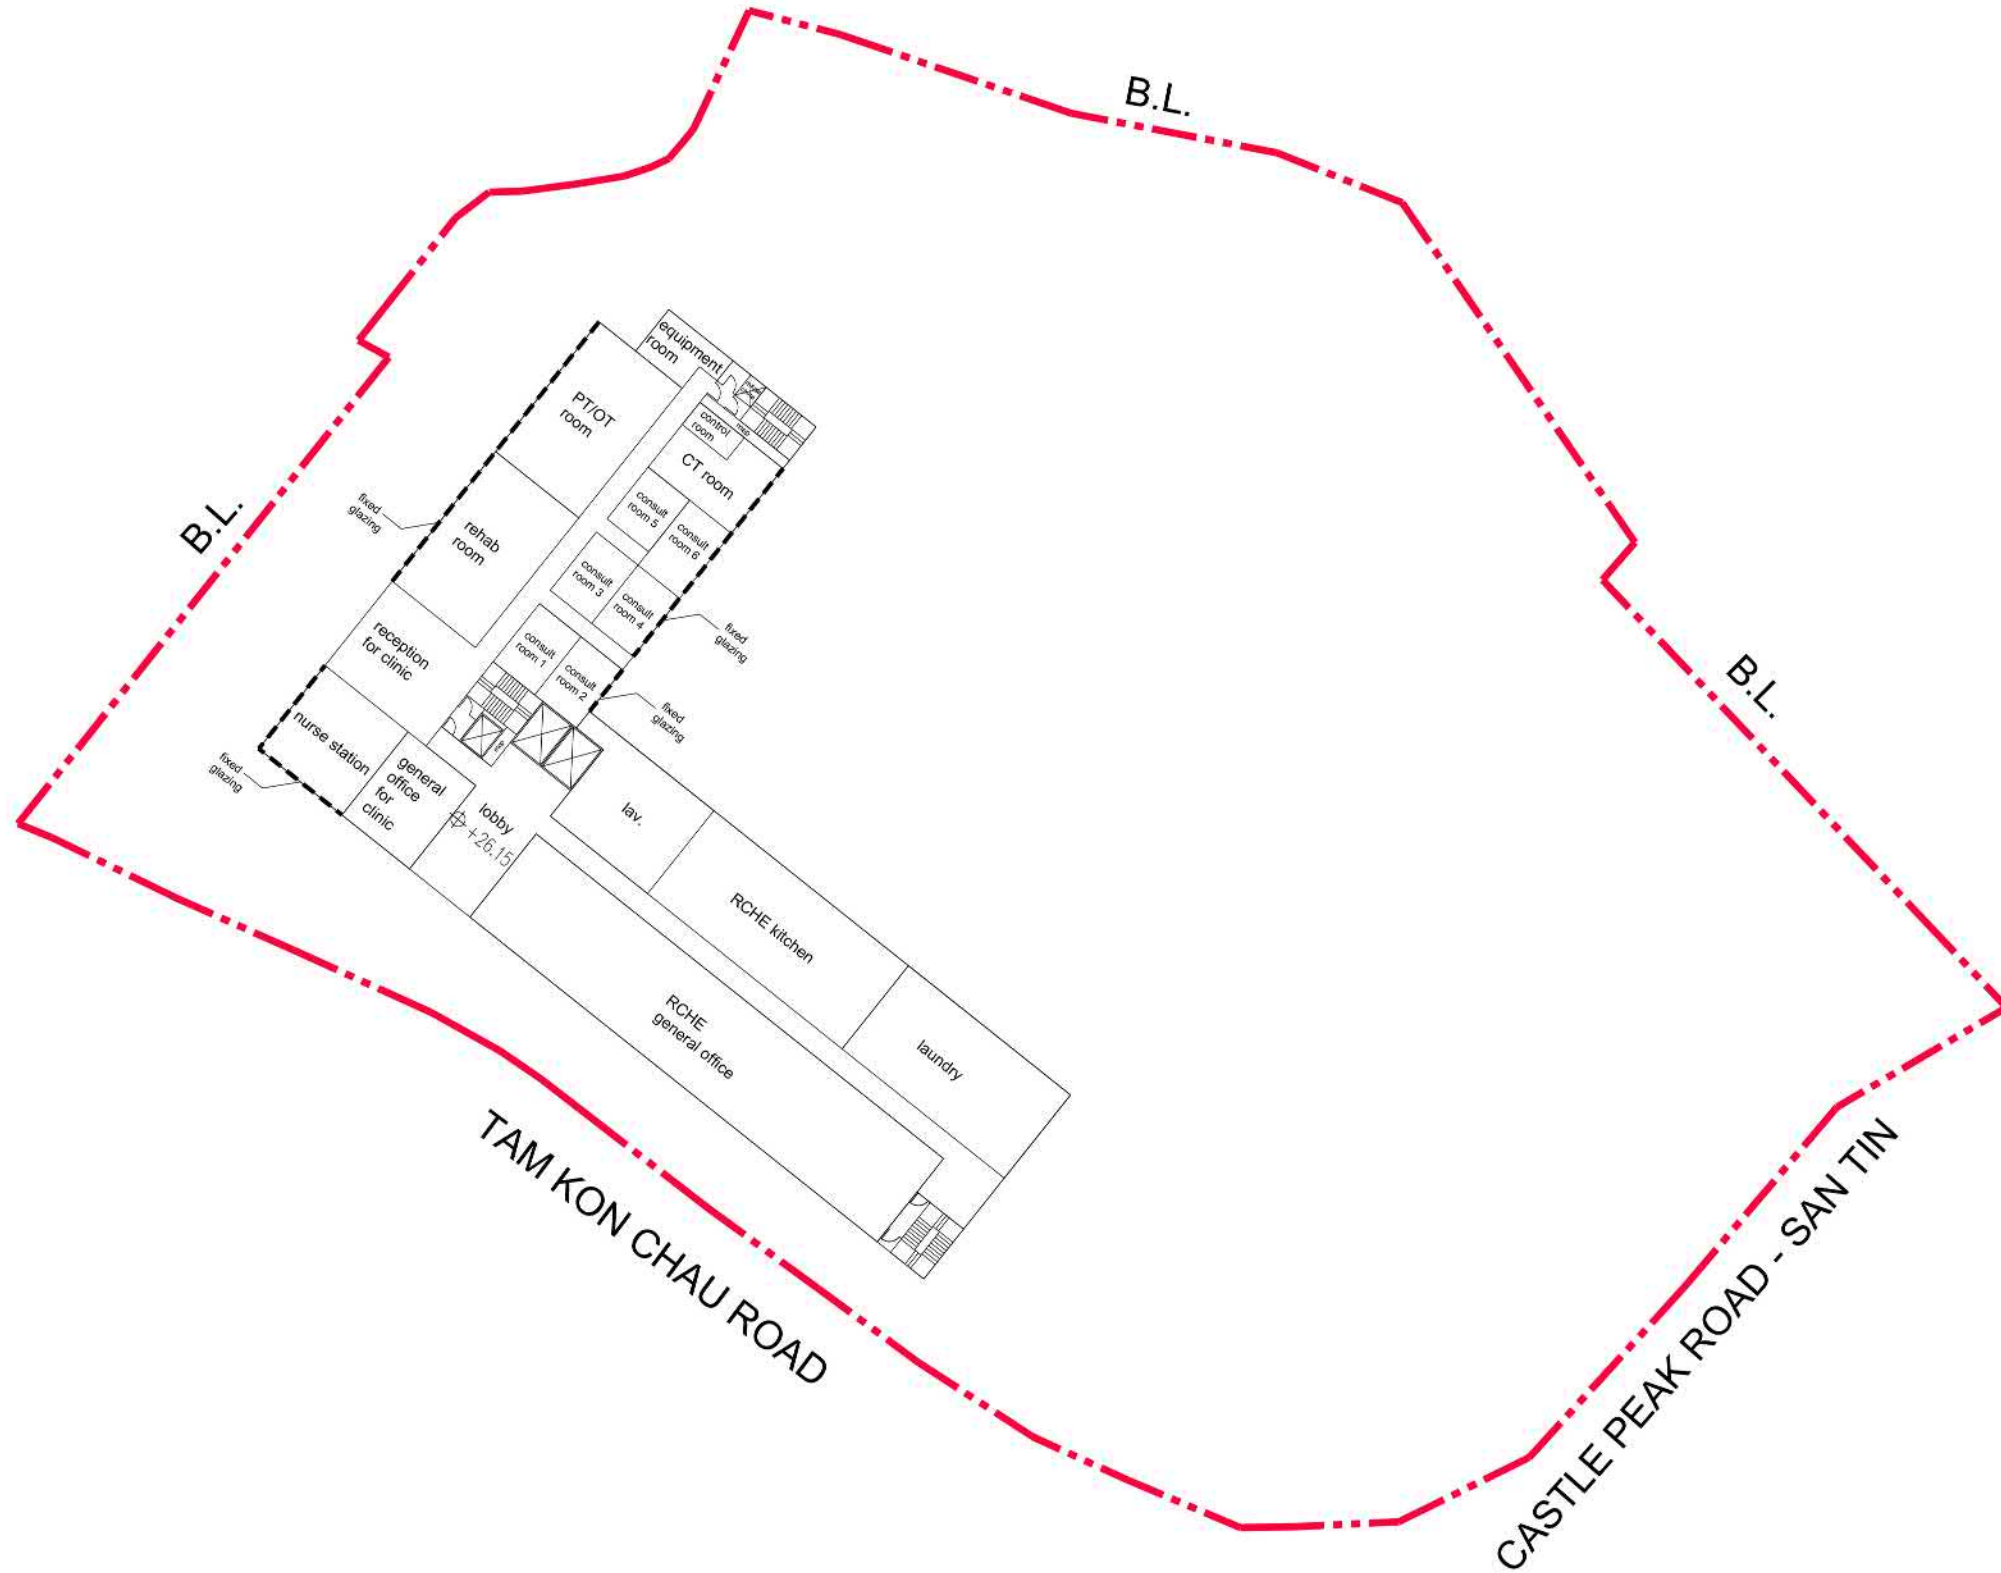 B.L.
equipment
room
PT/OT
room
control
room
CT room
fixed
glazing
B.L.
rehab
room
consult
room 5
consult
room 6
consult
room 3
consult
room 4
fixed
glazing
reception
for clinic
consult
room 1
consult
room 2
fixed
glazing
B.L.
nurse station
fixed
glazing
general
office
for
clinic
lobby
+26.15
lav.
RCHE kitchen
RCHE
general office
laundry
TAM KON CHAU ROAD
CASTLE PEAK ROAD - SAN TIN